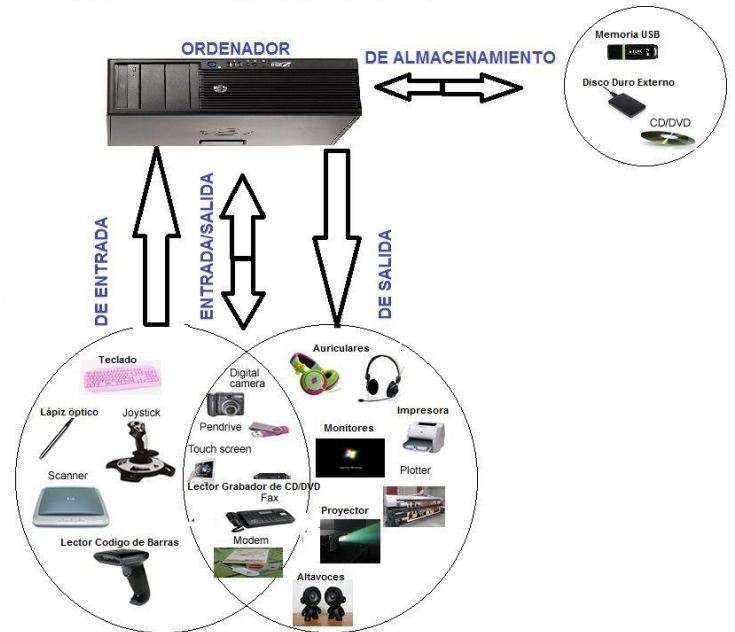 ORDENADOR
DE ALMACENAMIENTO
Memoria USB
Disco Duro Externo
CD/DVD
DE ENTRADA
ENTRADA/SALIDA
DE SALIDA
Teclado
Lápiz öptico
Joystick
Scanner
Lector Codigo de Barras
Digital
camera
Pendrive
Touch screen
Lector Grabador de CD/DVD
Fax
Modem
Auriculares
Monitores
Impresora
Plotter
Proyector
Altavoces